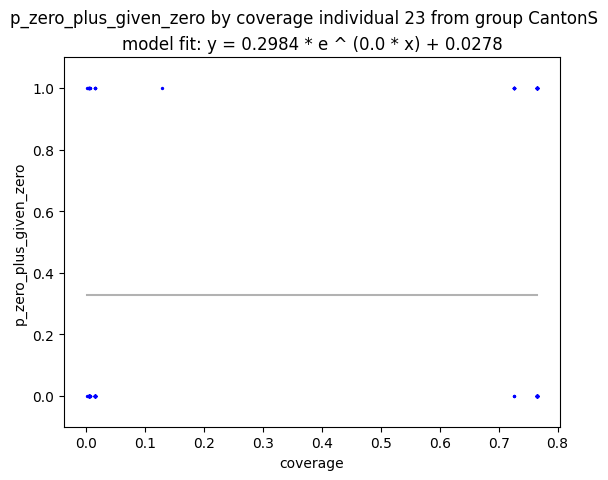 p_zero_plus_given_zero by coverage individual 23 from group CantonS
model fit: y = 0.2984 * e ^ (0.0 * x) + 0.0278
1.0
0.8
0.6
0.4
0.2
0.0
p_zero_plus_given_zero
0.0 0.1 0.2 0.3 0.4 0.5 0.6 0.7 0.8
coverage